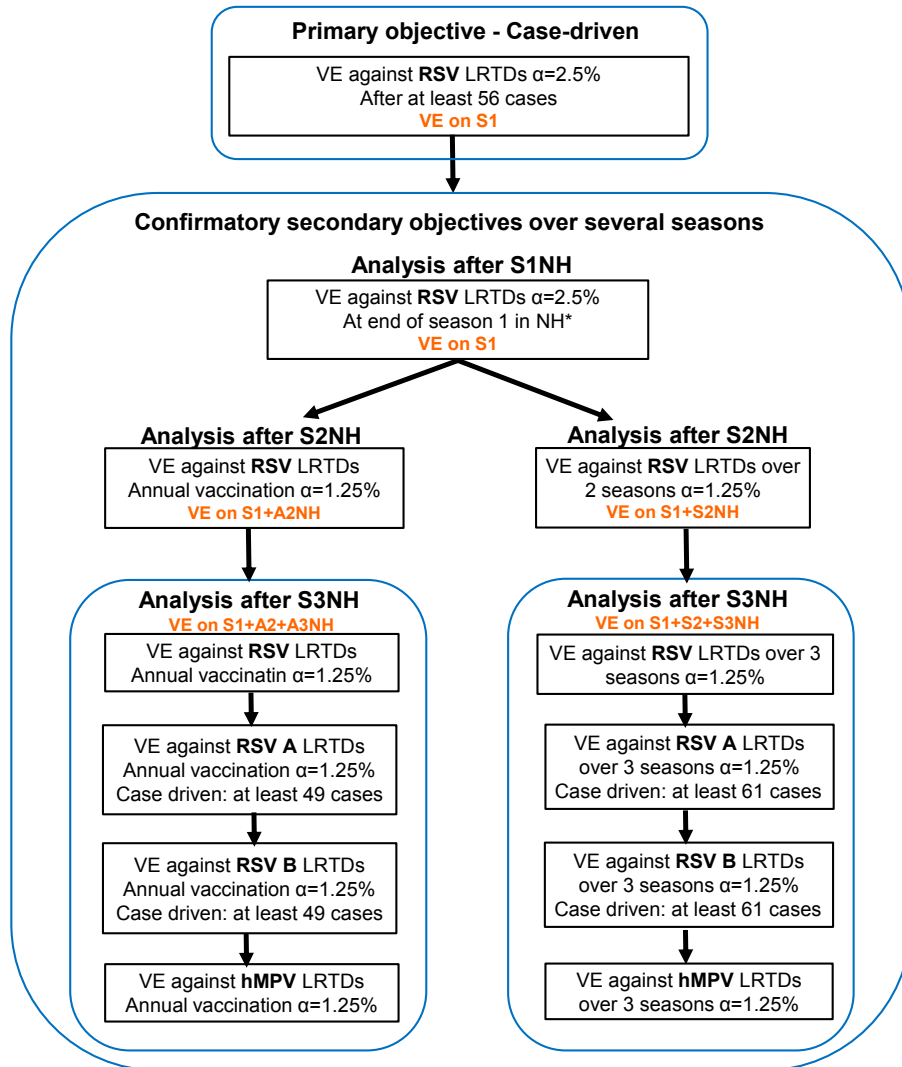 Primary objective - Case-driven
VE against RSV LRTDs α=2.5%
After at least 56 cases
VE on S1
Confirmatory secondary objectives over several seasons
Analysis after S1NH
VE against RSV LRTDs α=2.5%
At end of season 1 in NH*
VE on S1
Analysis after S2NH
VE against RSV LRTDs
Annual vaccination α=1.25%
VE on S1+A2NH
Analysis after S2NH
VE against RSV LRTDs over
2 seasons α=1.25%
VE on S1+S2NH
Analysis after S3NH
VE on S1+A2+A3NH
VE against RSV LRTDs
Annual vaccinatin α=1.25%
VE against RSV A LRTDs
Annual vaccination α=1.25%
Case driven: at least 49 cases
VE against RSV B LRTDs
Annual vaccination α=1.25%
Case driven: at least 49 cases
VE against hMPV LRTDs
Annual vaccination α=1.25%
Analysis after S3NH
VE on S1+S2+S3NH
VE against RSV LRTDs over 3
seasons α=1.25%
VE against RSV A LRTDs
over 3 seasons α=1.25%
Case driven: at least 61 cases
VE against RSV B LRTDs
over 3 seasons α=1.25%
Case driven: at least 61 cases
VE against hMPV LRTDs
over 3 seasons α=1.25%